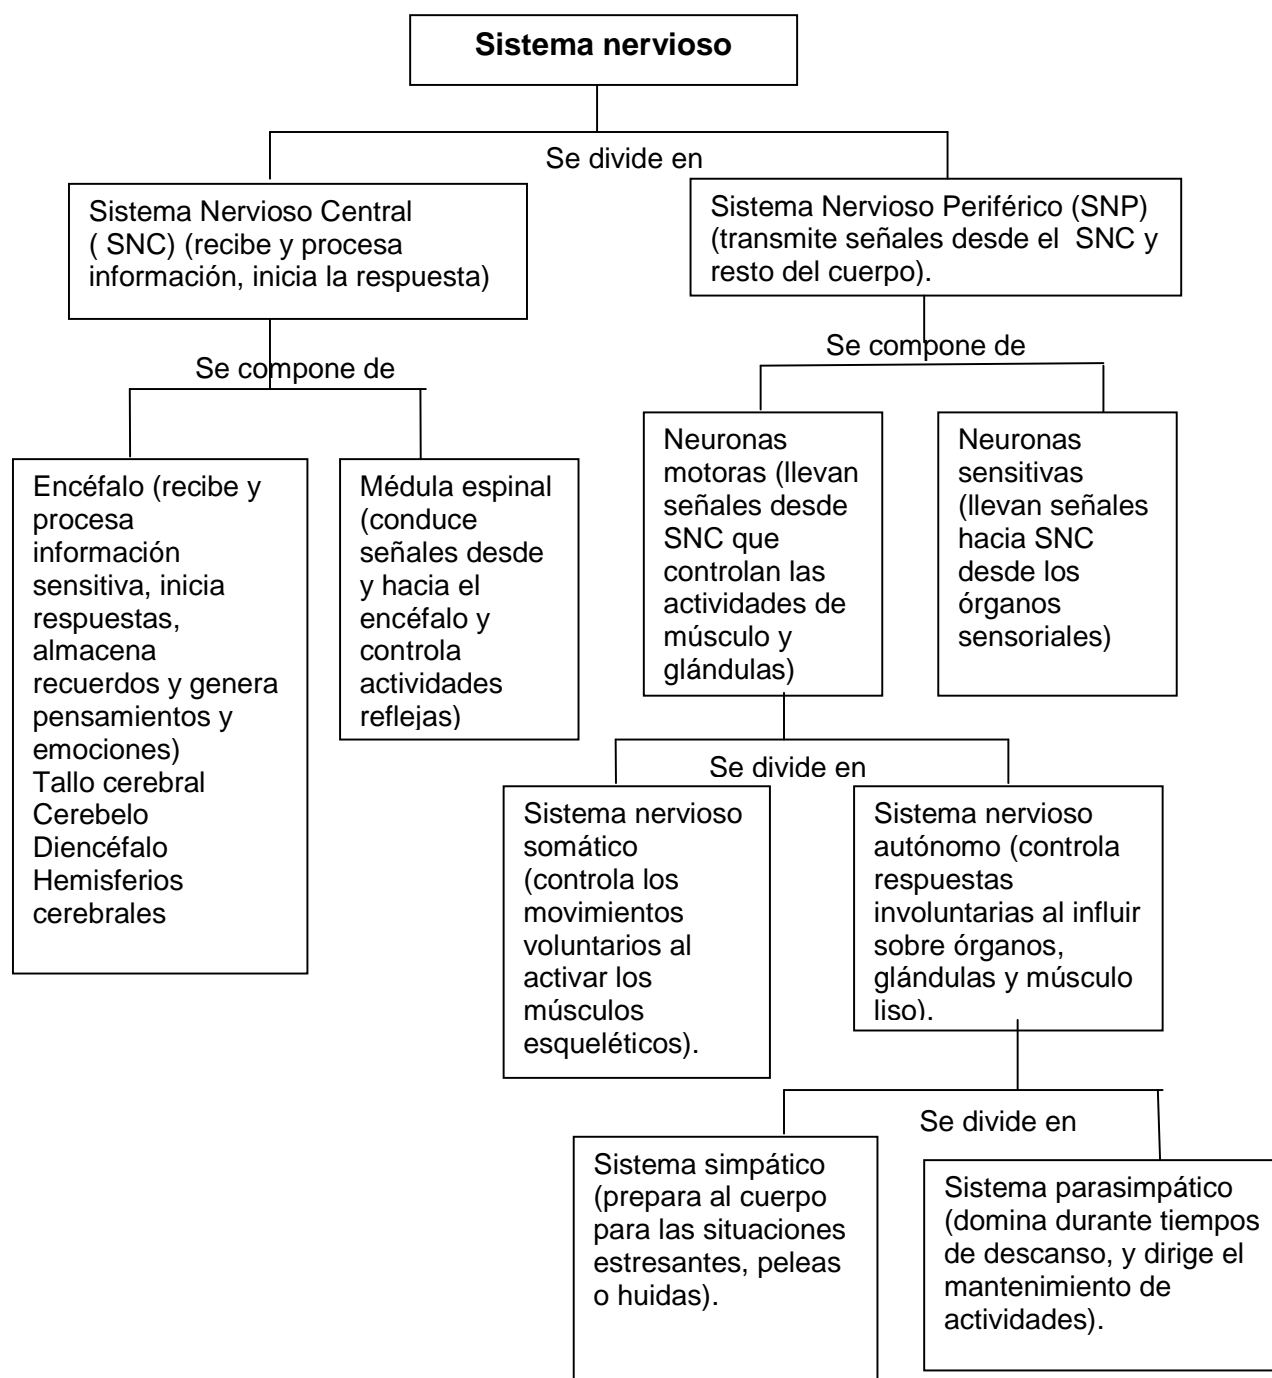 Sistema nervioso
Se divide en
Sistema Nervioso Central
( SNC) (recibe y procesa
información, inicia la respuesta)
Sistema Nervioso Periférico (SNP)
(transmite señales desde el  SNC y
resto del cuerpo).
Se compone de
Se compone de
Encéfalo (recibe y
procesa
información
sensitiva, inicia
respuestas,
almacena
recuerdos y genera
pensamientos y
emociones)
Tallo cerebral
Cerebelo
Diencéfalo
Hemisferios
cerebrales
Médula espinal
(conduce
señales desde
y hacia el
encéfalo y
controla
actividades
reflejas)
Neuronas
motoras (llevan
señales desde
SNC que
controlan las
actividades de
músculo y
glándulas)
Neuronas
sensitivas
(llevan señales
hacia SNC
desde los
órganos
sensoriales)
Se divide en
Sistema nervioso
somático
(controla los
movimientos
voluntarios al
activar los
músculos
esqueléticos).
Sistema nervioso
autónomo (controla
respuestas
involuntarias al influir
sobre órganos,
glándulas y músculo
liso).
Se divide en
Sistema simpático
(prepara al cuerpo
para las situaciones
estresantes, peleas
o huidas).
Sistema parasimpático
(domina durante tiempos
de descanso, y dirige el
mantenimiento de
actividades).